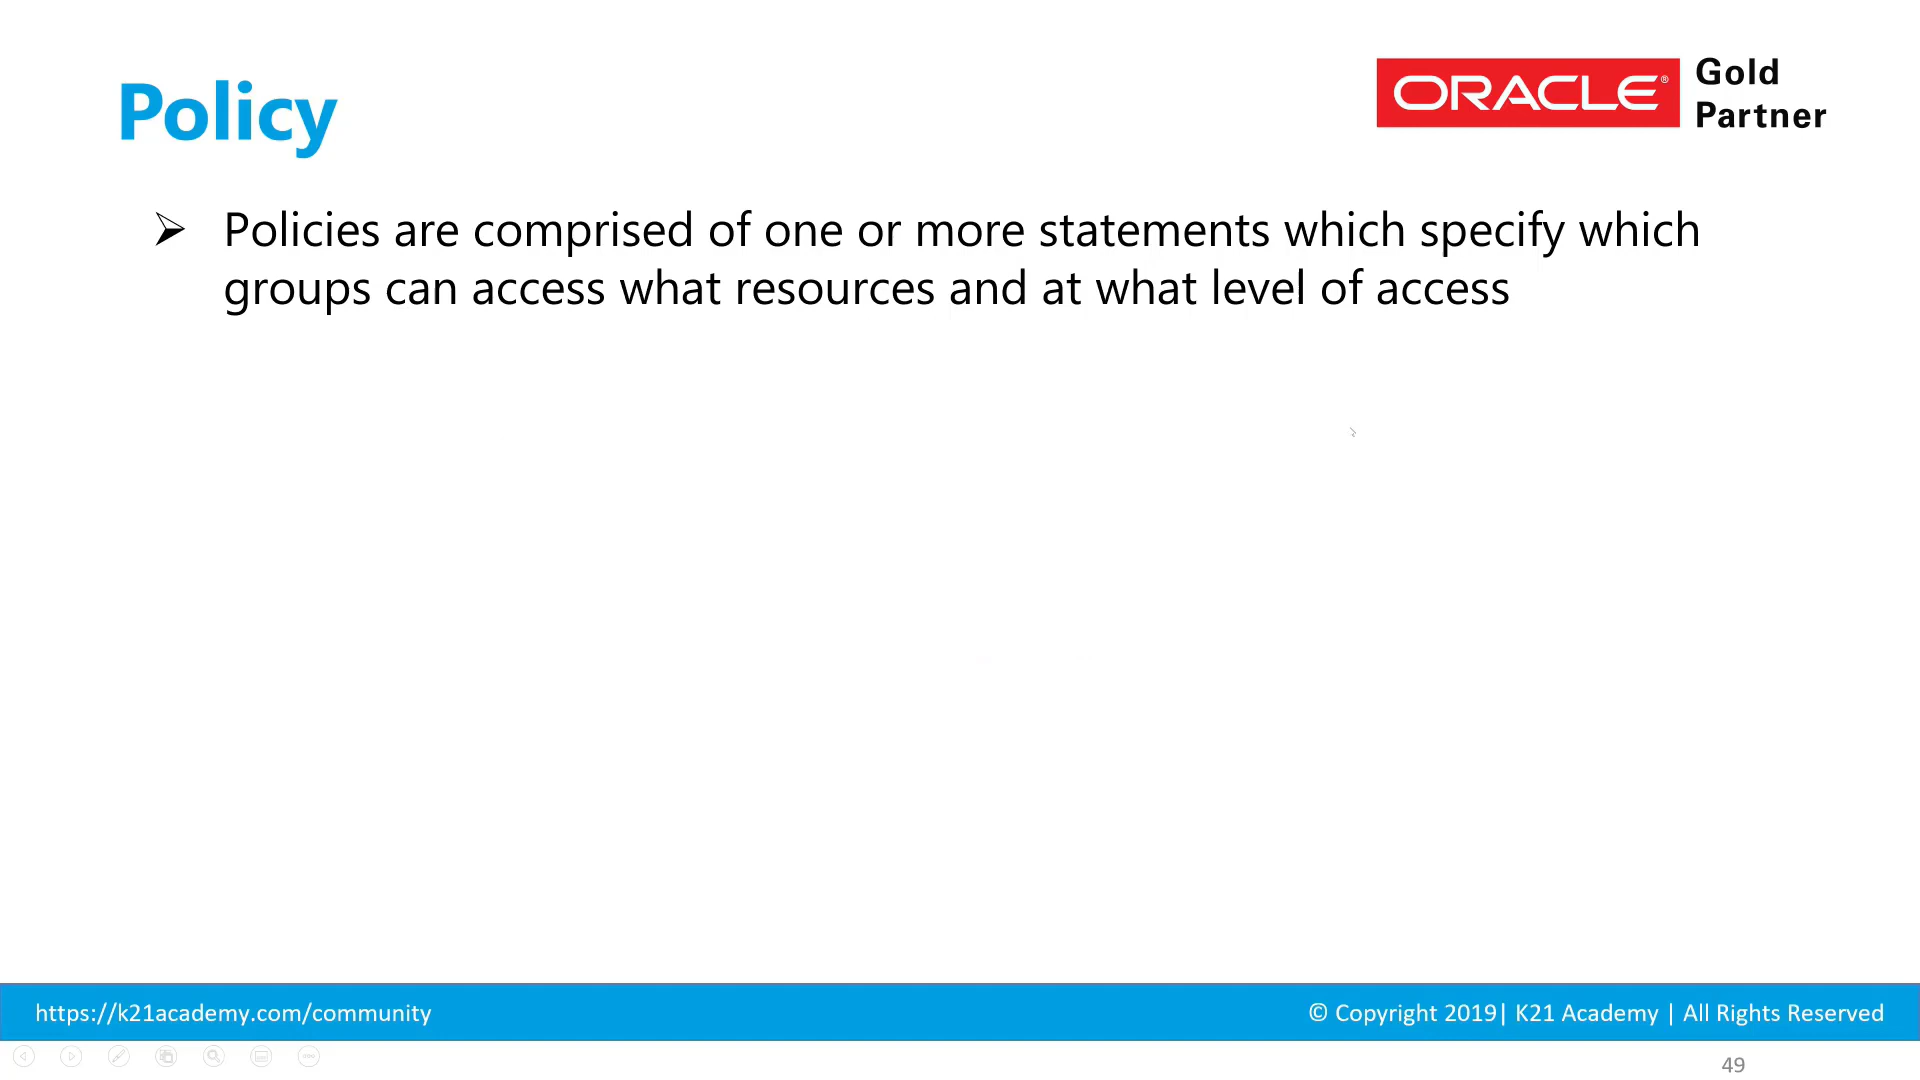 Policy
ORACLE®
Gold
Partner
Policies are comprised of one or more statements which specify which
groups can access what resources and at what level of access
https://k21academy.com/community
© Copyright 2019| K21 Academy | All Rights Reserved
49